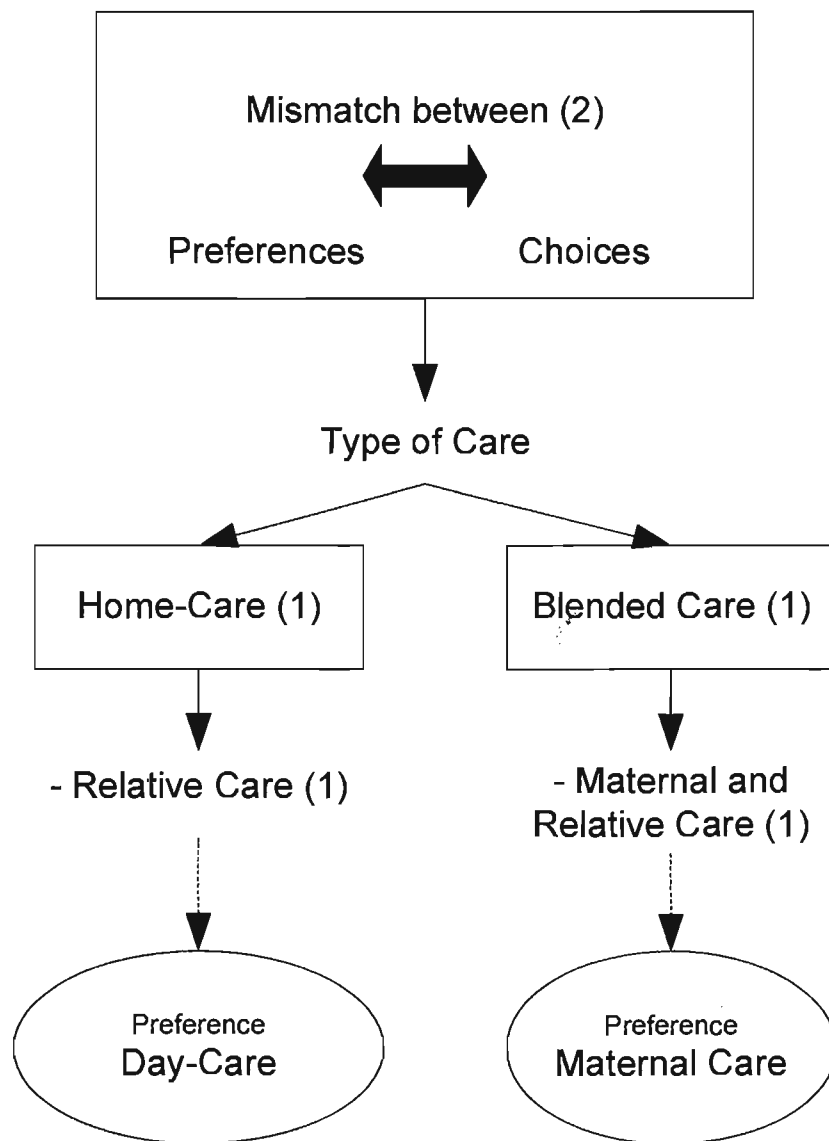 Mismatch between (2)
Preferences Choices
Type of Care
Home-Care (1)
Blended Care (1)
- Relative Care (1)
- Maternal and
Relative Care (1)
Preference
Day-Care
Preference
Maternal Care